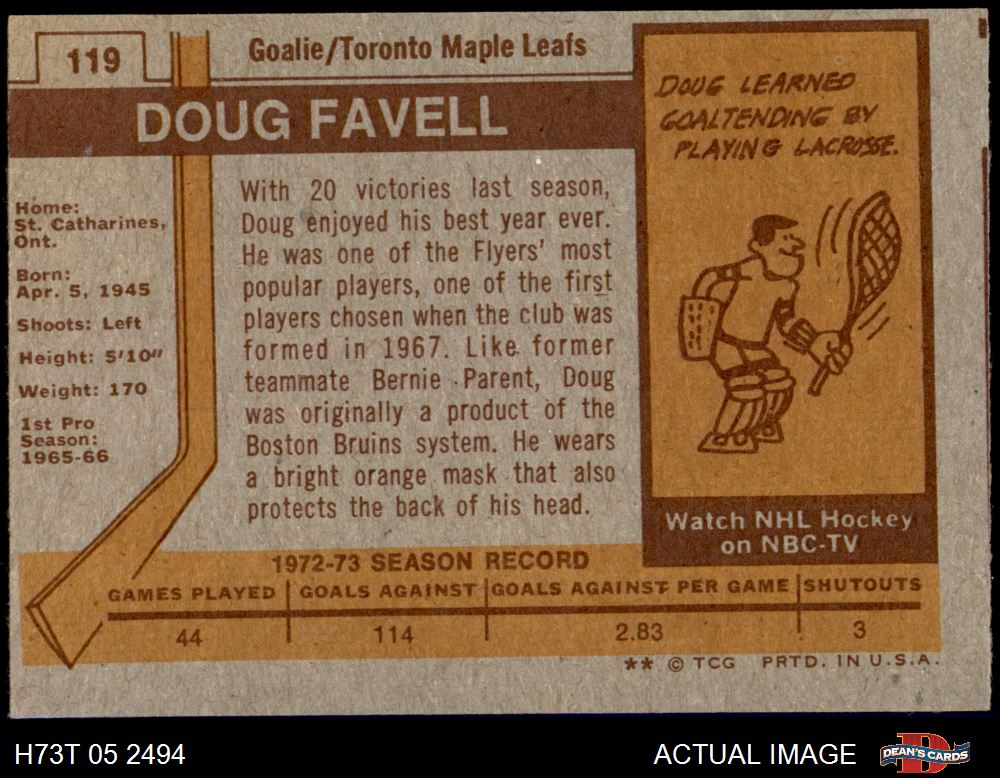 119
Goalie/Toronto Maple Leafs
DOUG FAVELL
Home:
St. Catharines,
Ont.
Born:
Apr. 5, 1945
Shoots: Left
Height: 5'10"
Weight: 170
1st Pro
Season:
1965-66
With 20 victories last season,
Doug enjoyed his best year ever.
He was one of the Flyers' most
popular players, one of the first
players chosen when the club was
formed in 1967. Like former
teammate Bernie Parent, Doug
was originally a product of the
Boston Bruins system. He wears
a bright orange mask that also
protects the back of his head.
DOUG LEARNED
GOALTENDING BY
PLAYING LACROSSE.
Watch NHL Hockey
on NBC-TV
1972-73 SEASON RECORD
GAMES PLAYED GOALS AGAINST GOALS AGAINST PER GAME SHUTOUTS
44 114 2.83 3
** © TCG PRTD. IN U.S.A.
H73T 05 2494 ACTUAL IMAGE DEAN'S CARDS